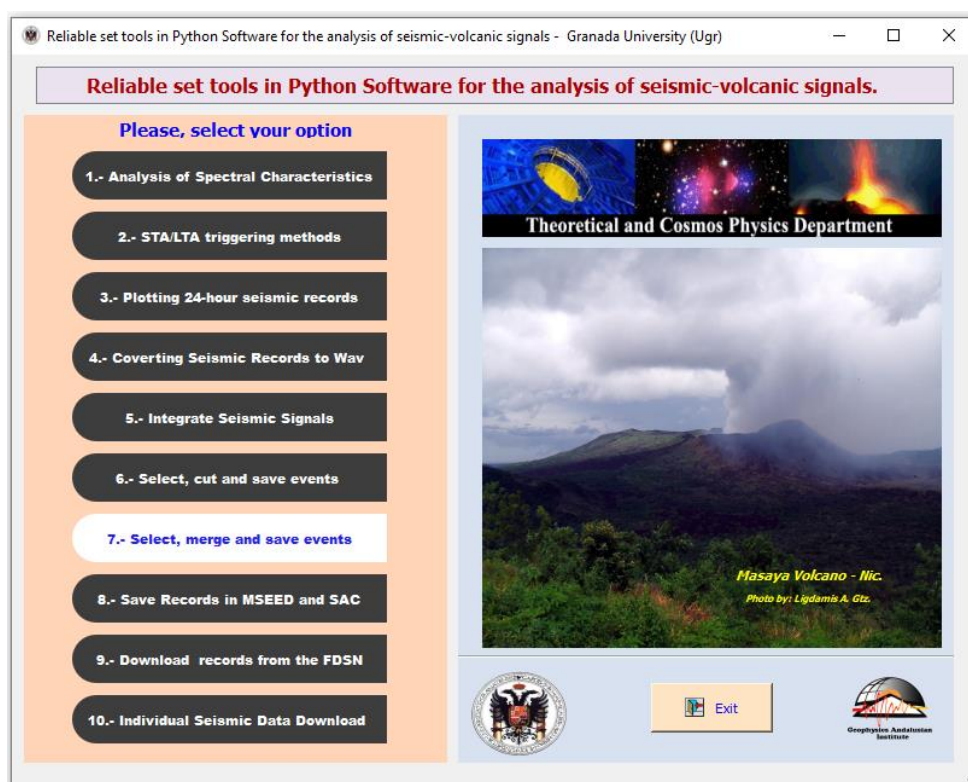 Reliable set tools in Python Software for the analysis of seismic-volcanic signals - Granada University (Ugr)
Reliable set tools in Python Software for the analysis of seismic-volcanic signals.
Please, select your option
1.- Analysis of Spectral Characteristics
2.- STA/LTA triggering methods
3.- Plotting 24-hour seismic records
4.- Coverting Seismic Records to Wav
5.- Integrate Seismic Signals
6.- Select, cut and save events
7.- Select, merge and save events
8.- Save Records in MSEED and SAC
9.- Download records from the FDSN
10.- Individual Seismic Data Download
Theoretical and Cosmos Physics Department
Masaya Volcano - Nic.
Photo by: Ligdamis A. Gtz.
Exit
Geophysics Andalusian
Institute